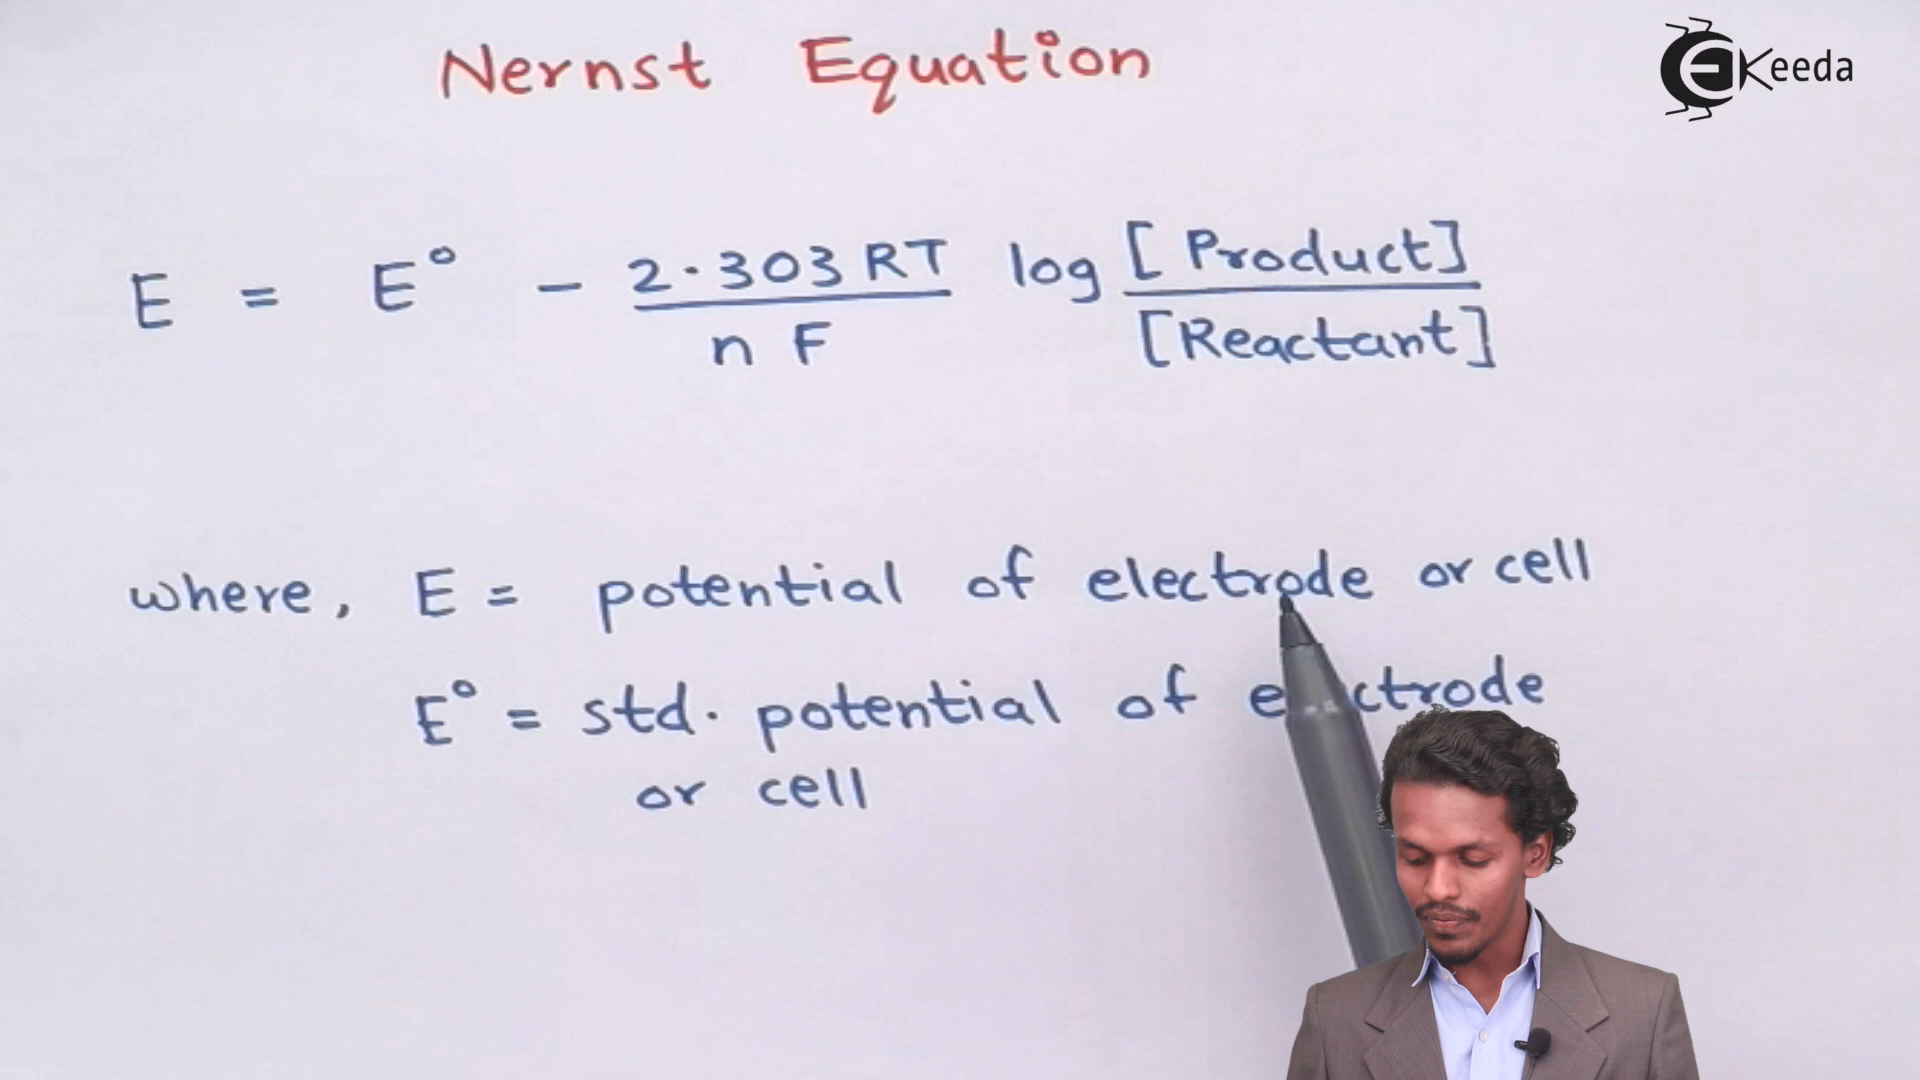 Nernst Equation
Keeda
E = E° - 2.303 RT / n F log [Product] / [Reactant]
where, E = potential of electrode or cell
E° = std. potential of electrode
or cell